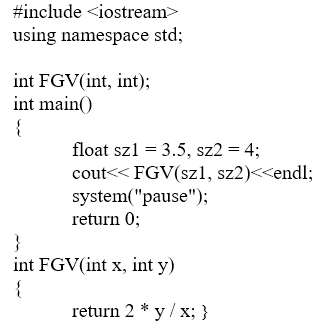 #include <iostream>
using namespace std;

int FGV(int, int);
int main()
{
float sz1 = 3.5, sz2 = 4;
cout<< FGV(sz1, sz2)<<endl;
system("pause");
return 0;
}
int FGV(int x, int y)
{
return 2 * y / x; }